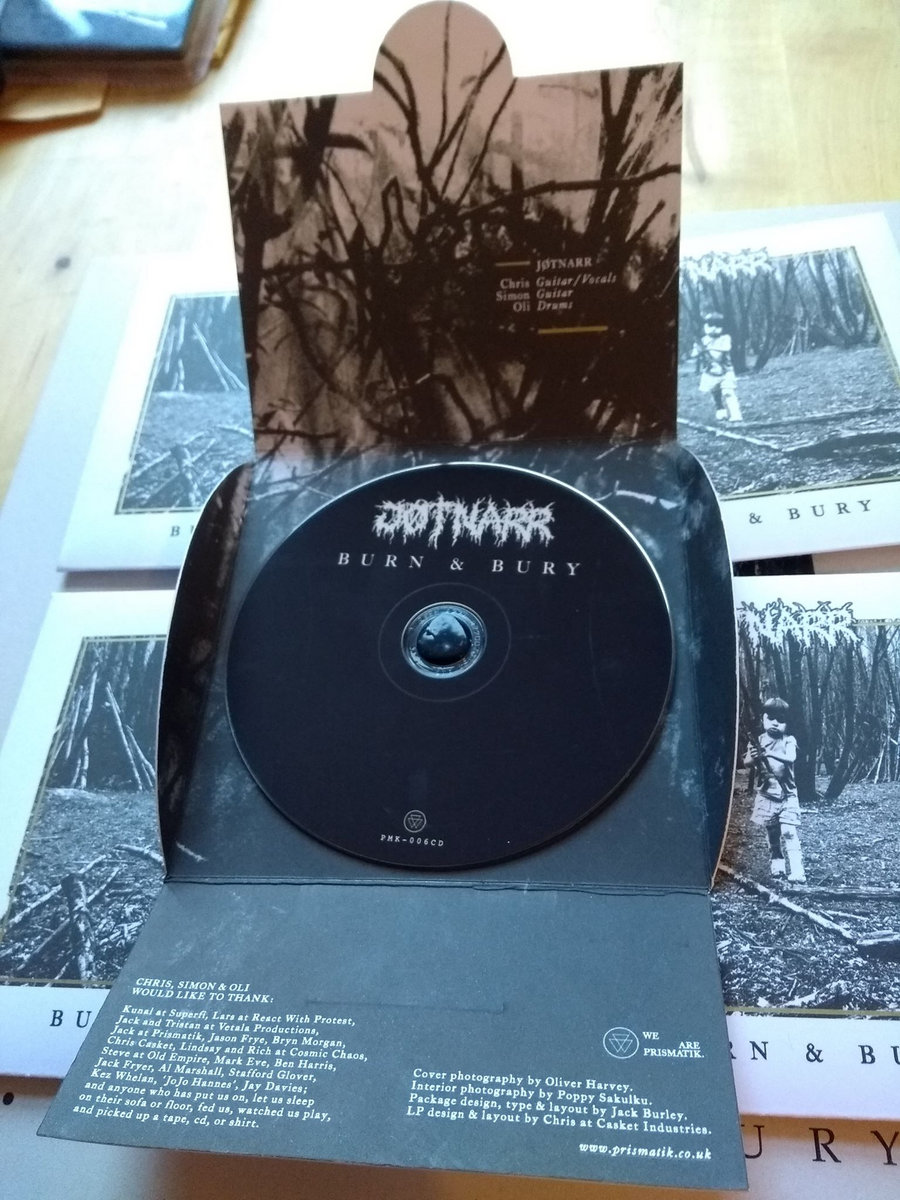 JØTNARR
Chris Guitar/Vocals
Simon Guitar
Oli Drums
JØTNARR
BURN & BURY
PMK-006CD
CHRIS, SIMON & OLI
WOULD LIKE TO THANK:
Kunal at Superfi, Lars at React With Protest,
Jack and Tristan at Vetala Productions,
Jack at Prismatik, Jason Frye, Bryn Morgan,
Chris Casket, Lindsay and Rich at Cosmic Chaos,
Steve at Old Empire, Mark Eve, Ben Harris,
Jack Fryer, Al Marshall, Stafford Glover,
Kez Whelan, 'JoJo Hannes', Jay Davies;
and anyone who has put us on, let us sleep
on their sofa or floor, fed us, watched us play,
and picked up a tape, cd, or shirt.
WE
ARE
PRISMATIK.
Cover photography by Oliver Harvey.
Interior photography by Poppy Sakulku.
Package design, type & layout by Jack Burley.
LP design & layout by Chris at Casket Industries.
www.prismatik.co.uk
B
& BURY
BU
RN & BU
URY